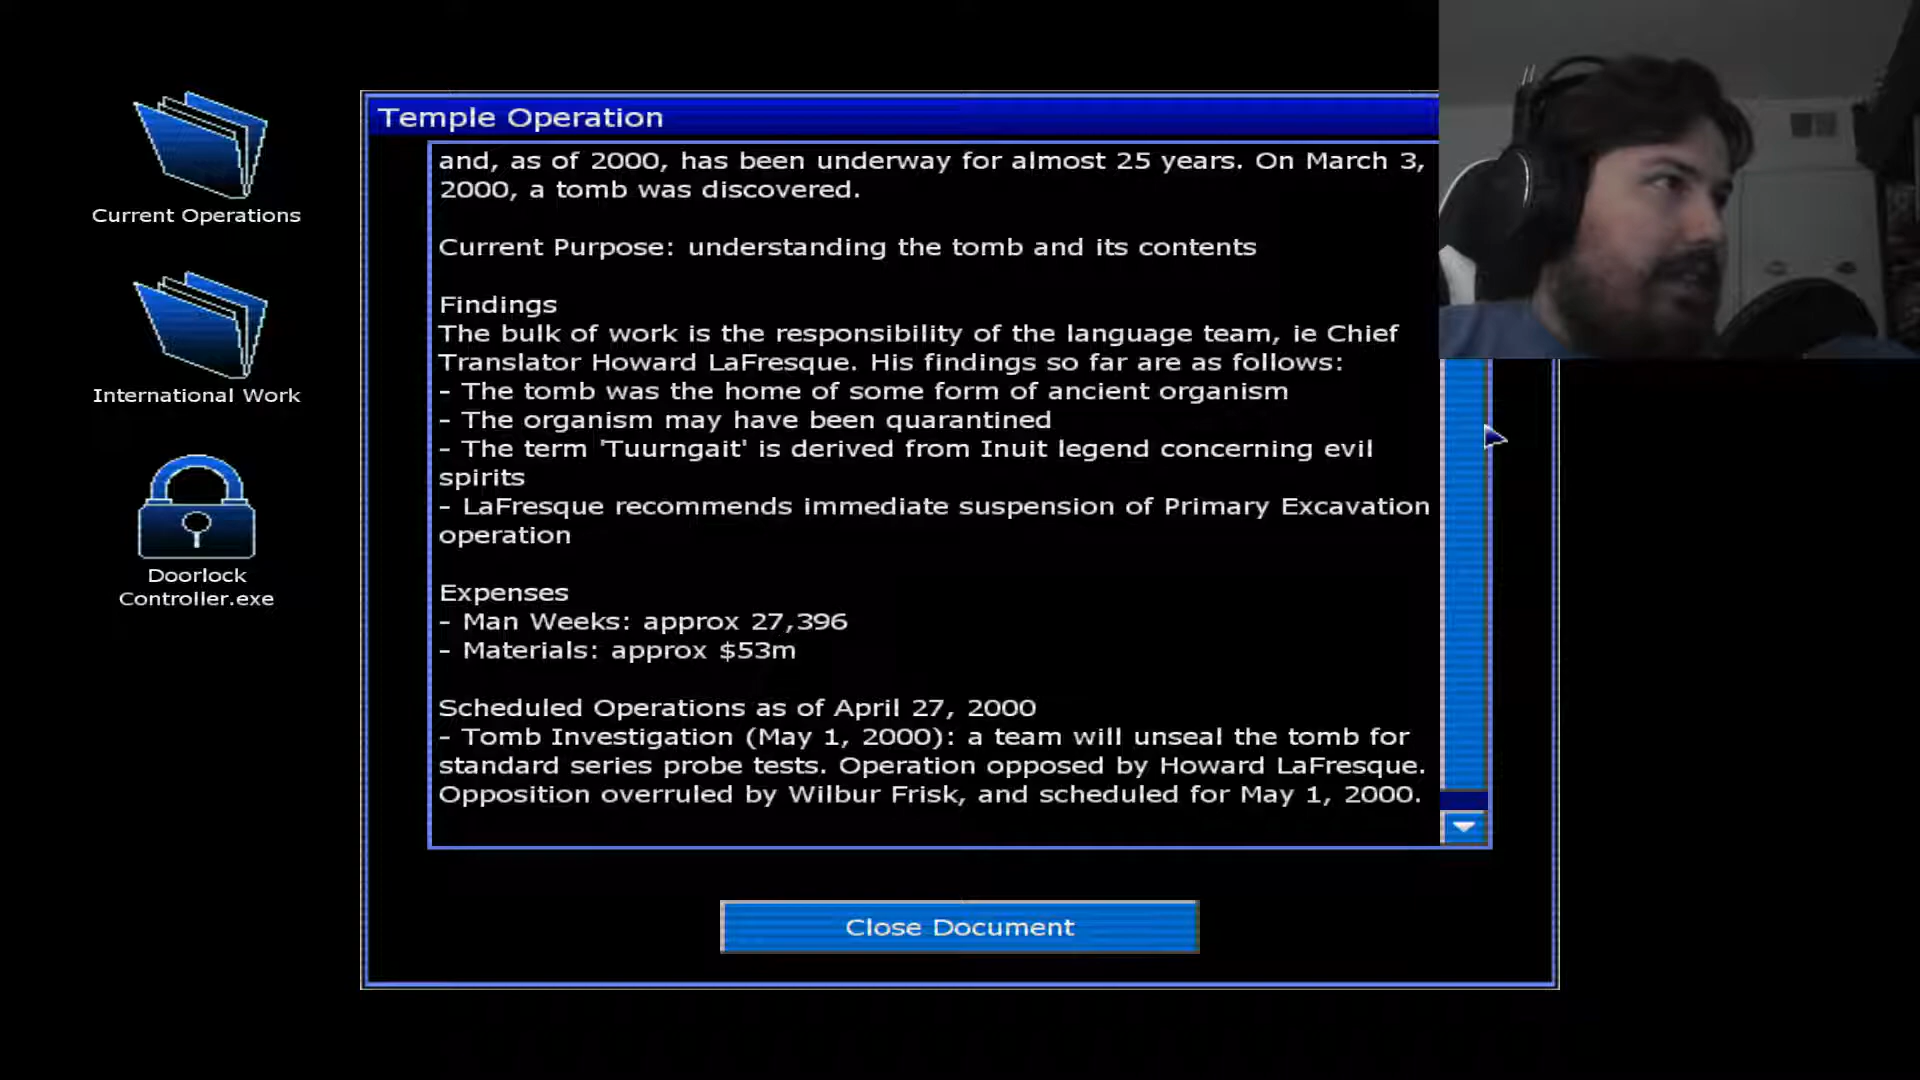 Temple Operation
and, as of 2000, has been underway for almost 25 years. On March 3,
2000, a tomb was discovered.
Current Purpose: understanding the tomb and its contents
Findings
The bulk of work is the responsibility of the language team, ie Chief
Translator Howard LaFresque. His findings so far are as follows:
- The tomb was the home of some form of ancient organism
- The organism may have been quarantined
- The term 'Tuurngait' is derived from Inuit legend concerning evil
spirits
- LaFresque recommends immediate suspension of Primary Excavation
operation
Expenses
- Man Weeks: approx 27,396
- Materials: approx $53m
Scheduled Operations as of April 27, 2000
- Tomb Investigation (May 1, 2000): a team will unseal the tomb for
standard series probe tests. Operation opposed by Howard LaFresque.
Opposition overruled by Wilbur Frisk, and scheduled for May 1, 2000.
Close Document
Current Operations
International Work
Doorlock
Controller.exe